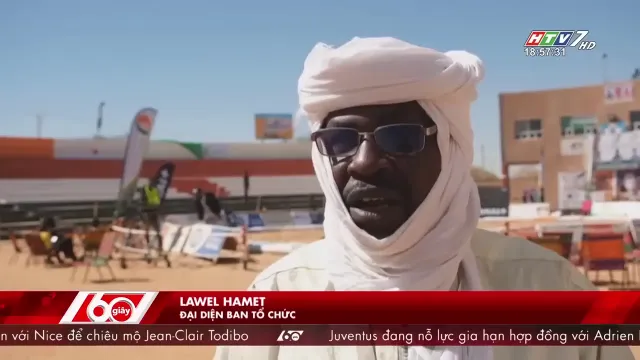 HTV7 HD
18:57:31
60 giây
LAWEL HAMET
ĐẠI DIỆN BAN TỔ CHỨC
n với Nice để chiêu mộ Jean-Clair Todibo 60 Juventus đang nỗ lực gia hạn hợp đồng với Adrien